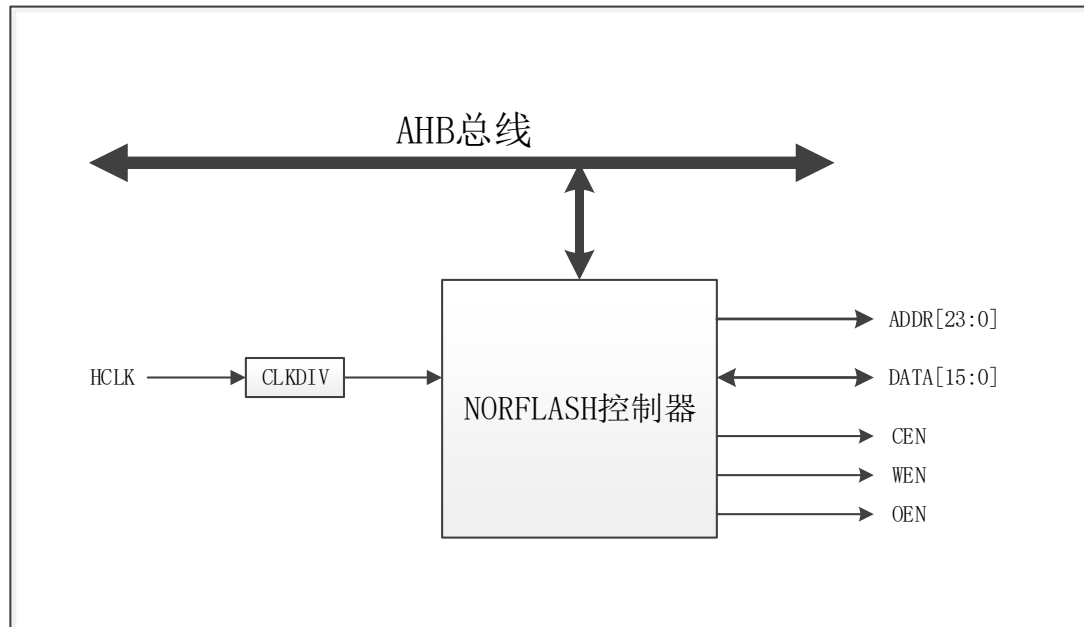 AHB总线
ADDR[23:0]
HCLK
CLKDIV
DATA[15:0]
NORFLASH控制器
CEN
WEN
OEN